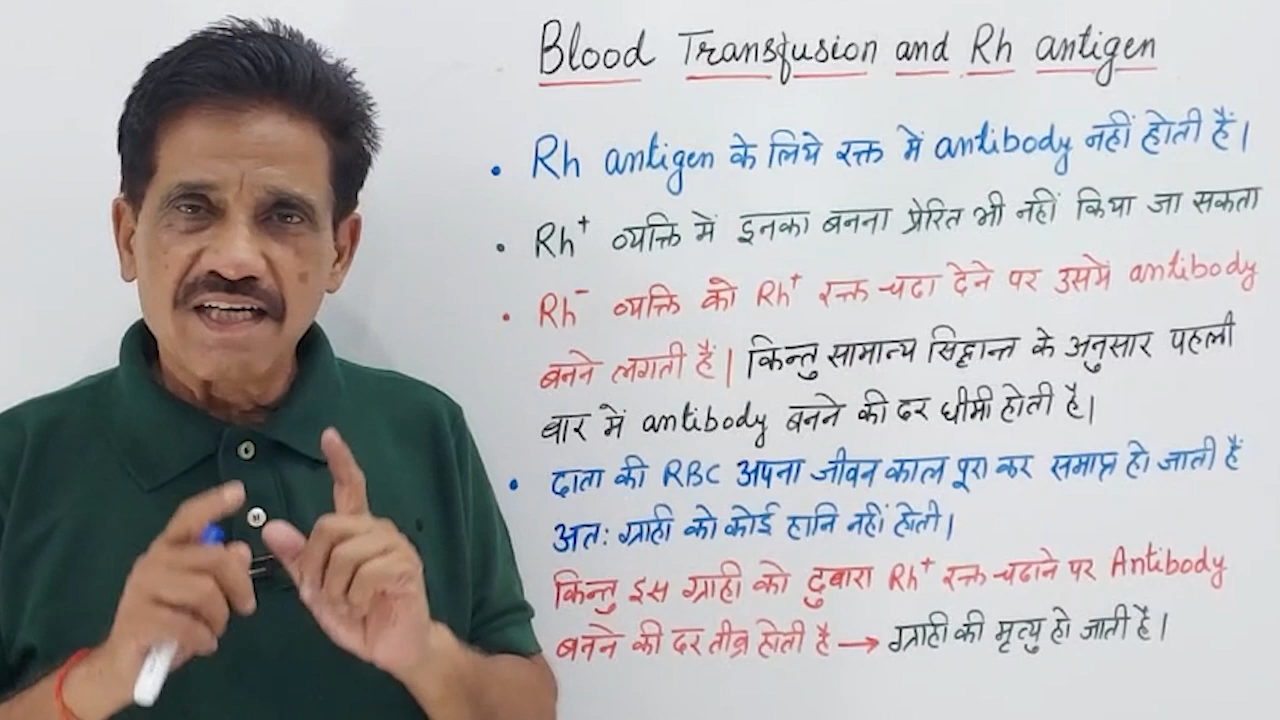 Blood Transfusion and Rh antigen
• Rh antigen के लिये रक्त में antibody नहीं होती हैं।
• Rh⁺ व्यक्ति में इनका बनना प्रेरित भी नहीं किया जा सकता
• Rh⁻ व्यक्ति को Rh⁺ रक्त चढा देने पर उसमें antibody
बनने लगती हैं। किन्तु सामान्य सिद्धान्त के अनुसार पहली
बार में antibody बनने की दर धीमी होती है।
• दाता की RBC अपना जीवन काल पूरा कर समाप्त हो जाती हैं
अतः ग्राही को कोई हानि नहीं होती।
किन्तु इस ग्राही को दुबारा Rh⁺ रक्त चढाने पर Antibody
बनने की दर तीव्र होती है → ग्राही की मृत्यु हो जाती है।